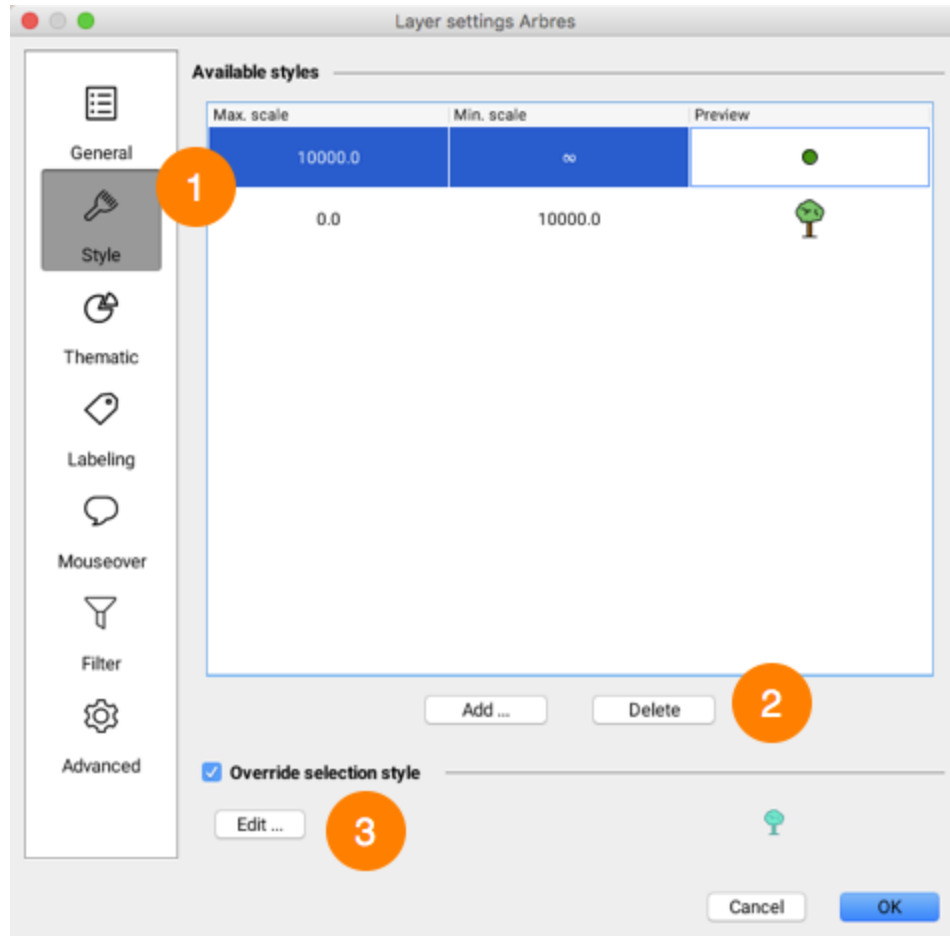 Layer settings Arbres
Available styles
Max. scale Min. scale Preview
General
10000.0 ∞
1
Style
0.0 10000.0
Thematic
Labeling
Mouseover
Filter
Add ... Delete 2
Advanced
Override selection style
Edit ... 3
Cancel OK